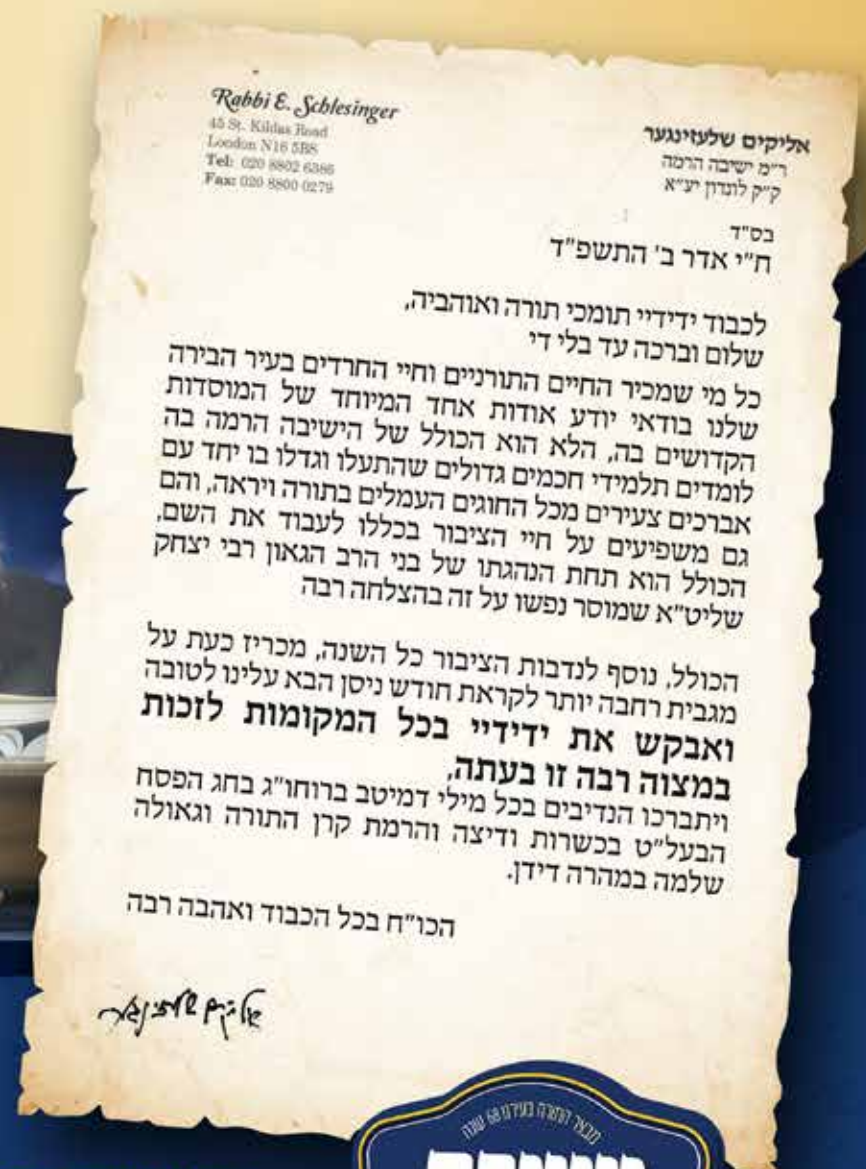 Rabbi E. Schlesinger
45 St. Kildas Road
London N16 5BS
Tel: 020 8802 6386
Fax: 020 8800 0279
אליקים שלעזינגער
ר"מ ישיבה הרמה
ק"ק לונדון יע"א
בס"ד
ח"י אדר ב' התשפ"ד
לכבוד ידידיי תומכי תורה ואוהביה,
שלום וברכה עד בלי די
כל מי שמכיר החיים התורניים וחיי החרדים בעיר הבירה
שלנו בודאי יודע אודות אחד המיוחד של המוסדות
הקדושים בה, הלא הוא הכולל של הישיבה הרמה בה
לומדים תלמידי חכמים גדולים שהתעלו וגדלו בו יחד עם
אברכים צעירים מכל החוגים העמלים בתורה ויראה, והם
גם משפיעים על חיי הציבור בכללו לעבוד את השם,
הכולל הוא תחת הנהגתו של בני הרב הגאון רבי יצחק
שליט"א שמוסר נפשו על זה בהצלחה רבה
הכולל, נוסף לנדבות הציבור כל השנה, מכריז כעת על
מגבית רחבה יותר לקראת חודש ניסן הבא עלינו לטובה
ואבקש את ידידיי בכל המקומות לזכות
במצוה רבה זו בעתה,
ויתברכו הנדיבים בכל מילי דמיטב ברוחו"ג בחג הפסח
הבעל"ט בכשרות ודיצה והרמת קרן התורה וגאולה
שלמה במהרה דידן.
הכו"ח בכל הכבוד ואהבה רבה
אליקים שלעזינגער
מבצר התורה בעירנו 68 שנה